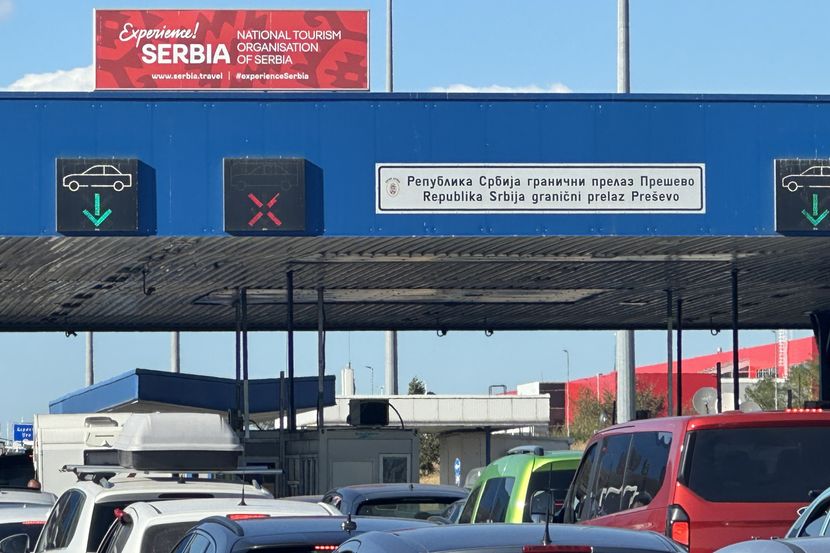 Experience!
SERBIA
NATIONAL TOURISM
ORGANISATION
OF SERBIA
www.serbia.travel | #experienceSerbia
Република Србија гранични прелаз Прешево
Republika Srbija granični prelaz Preševo